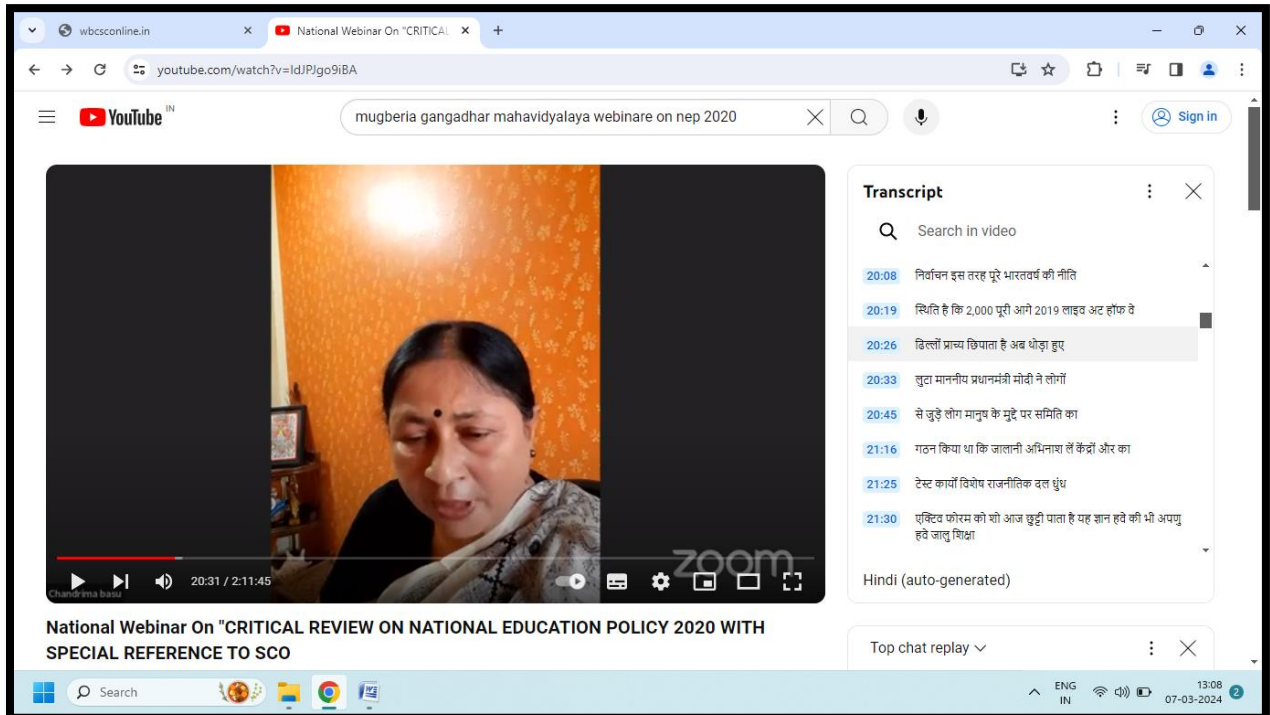 wbcsconline.in
National Webinar On "CRITICAL
youtube.com/watch?v=IdJPJgo9iBA
YouTube IN
mugberia gangadhar mahavidyalaya webinare on nep 2020
Sign in
Transcript
Search in video
20:08 निर्वाचन इस तरह पूरे भारतवर्ष की नीति
20:19 स्थिति है कि 2,000 पूरी आगे 2019 लाइव अट हॉफ वे
20:26 ढिल्लों प्राच्य छिपाता है अब थोड़ा हुए
20:33 लुटा माननीय प्रधानमंत्री मोदी ने लोगों
20:45 से जुड़े लोग मानुष के मुद्दे पर समिति का
21:16 गठन किया था कि जालानी अभिनाश लें केंद्रों और का
21:25 टेस्ट कार्यों विशेष राजनीतिक दल धुंध
21:30 एक्टिव फोरम को शो आज छुट्टी पाता है यह ज्ञान हवे की भी अपणु
हवे जालु शिक्षा
Hindi (auto-generated)
zoom
20:31 / 2:11:45
Chandrima basu
National Webinar On "CRITICAL REVIEW ON NATIONAL EDUCATION POLICY 2020 WITH
SPECIAL REFERENCE TO SCO
Top chat replay
Search
ENG
IN
13:08
07-03-2024
2